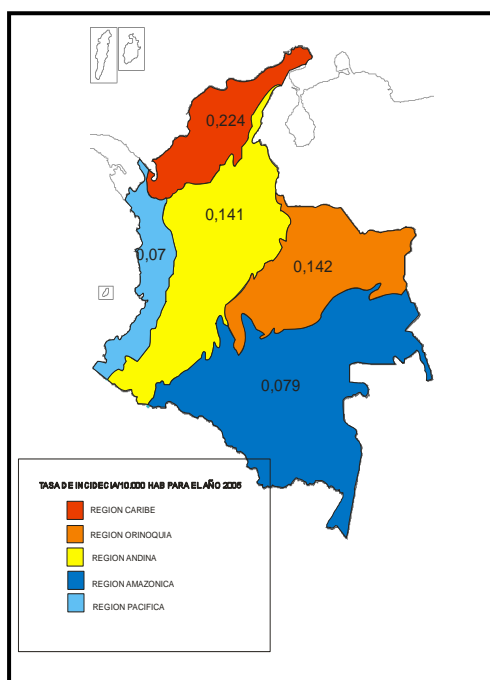 0,224
0,141
0,07
0,142
0,079
TASA DE INCIDECIA/10.000 HAB PARA EL AÑO 2005
REGION CARIBE
REGION ORINOQUIA
REGION ANDINA
REGION AMAZONICA
REGION PACIFICA